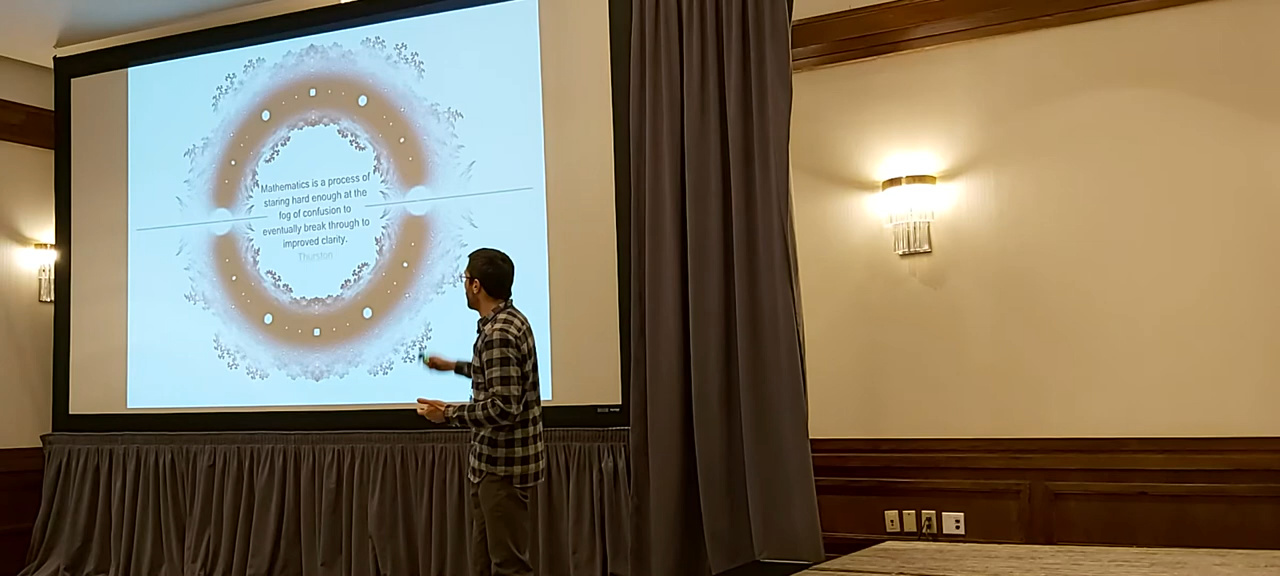 Mathematics is a process of
staring hard enough at the
fog of confusion to
eventually break through to
improved clarity.
Thurston